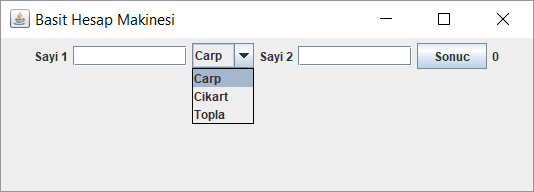 Basit Hesap Makinesi
Sayi 1 Carp Sayi 2 Sonuc 0
Carp
Cikart
Topla